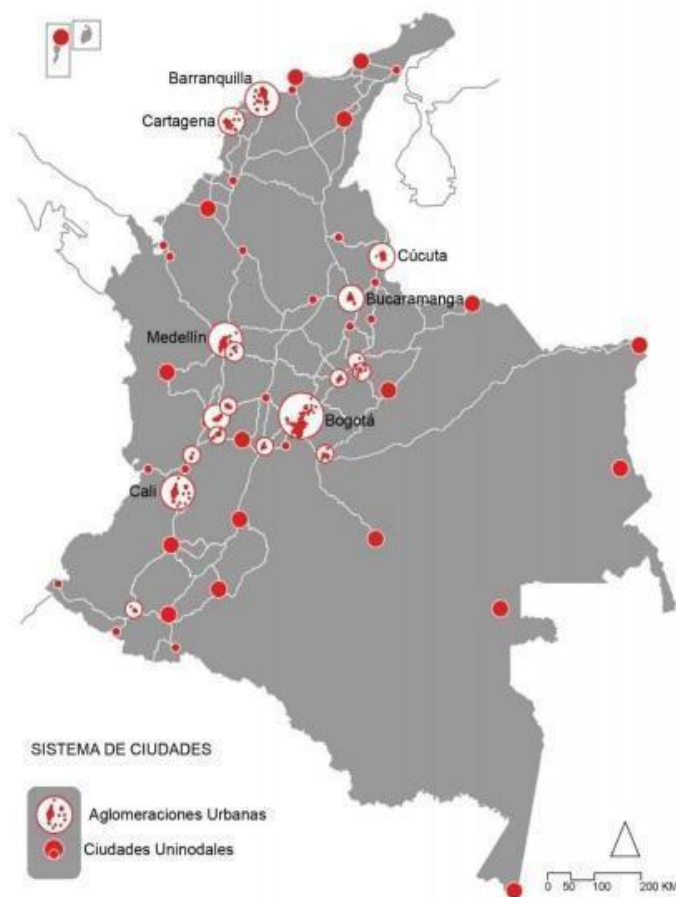 Barranquilla
Cartagena
Cúcuta
Bucaramanga
Medellín
Bogotá
Cali
SISTEMA DE CIUDADES
Aglomeraciones Urbanas
Ciudades Uninodales
0 50 100 200 KM